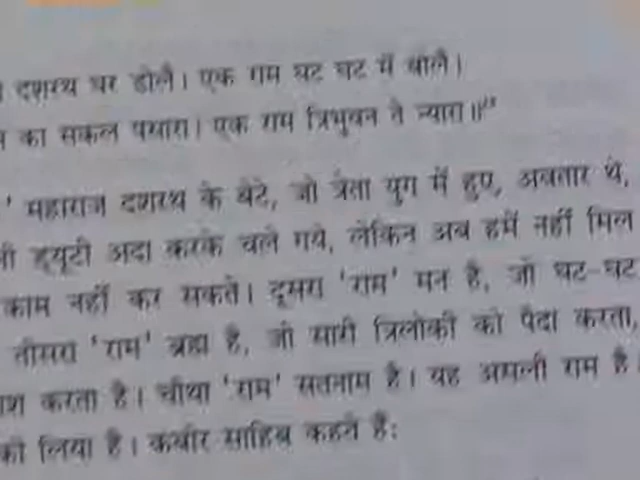 दशरथ घर डोलै। एक राम घट घट में बोलै।
का सकल पसारा। एक राम त्रिभुवन ते न्यारा॥"
' महाराज दशरथ के बेटे, जो त्रेता युग में हुए, अवतार थे,
ड्यूटी अदा करके चले गये, लेकिन अब हमें नहीं मिल
काम नहीं कर सकते। दूसरा 'राम' मन है, जो घट-घट
तीसरा 'राम' ब्रह्म है, जो सारी त्रिलोकी को पैदा करता,
करता है। चौथा 'राम' सतनाम है। यह असली राम है।
को लिया है। कबीर साहिब कहते हैं: